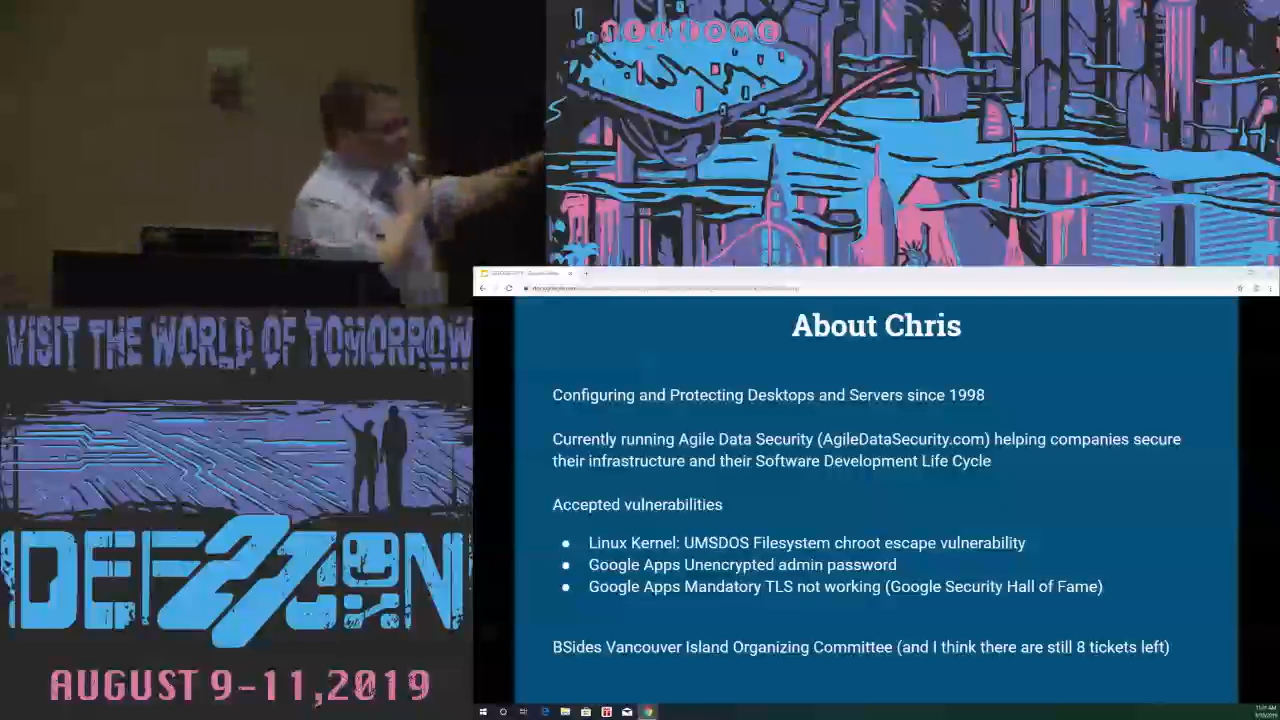 WELCOME
VISIT THE WORLD OF TOMORROW
DEF CON
27
AUGUST 9-11,2019
About Chris
Configuring and Protecting Desktops and Servers since 1998
Currently running Agile Data Security (AgileDataSecurity.com) helping companies secure
their infrastructure and their Software Development Life Cycle
Accepted vulnerabilities
● Linux Kernel: UMSDOS Filesystem chroot escape vulnerability
● Google Apps Unencrypted admin password
● Google Apps Mandatory TLS not working (Google Security Hall of Fame)
BSides Vancouver Island Organizing Committee (and I think there are still 8 tickets left)